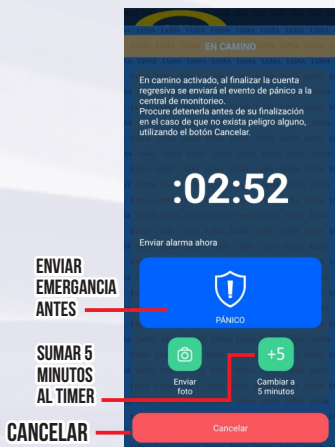 EN CAMINO
En camino activado, al finalizar la cuenta
regresiva se enviará el evento de pánico a la
central de monitorieo.
Procure detenerla antes de su finalización
en el caso de que no exista peligro alguno,
utilizando el botón Cancelar.
:02:52
Enviar alarma ahora
ENVIAR
EMERGANCIA
ANTES
PÁNICO
SUMAR 5
MINUTOS
AL TIMER
+5
Enviar
foto
Cambiar a
5 minutos
CANCELAR
Cancelar